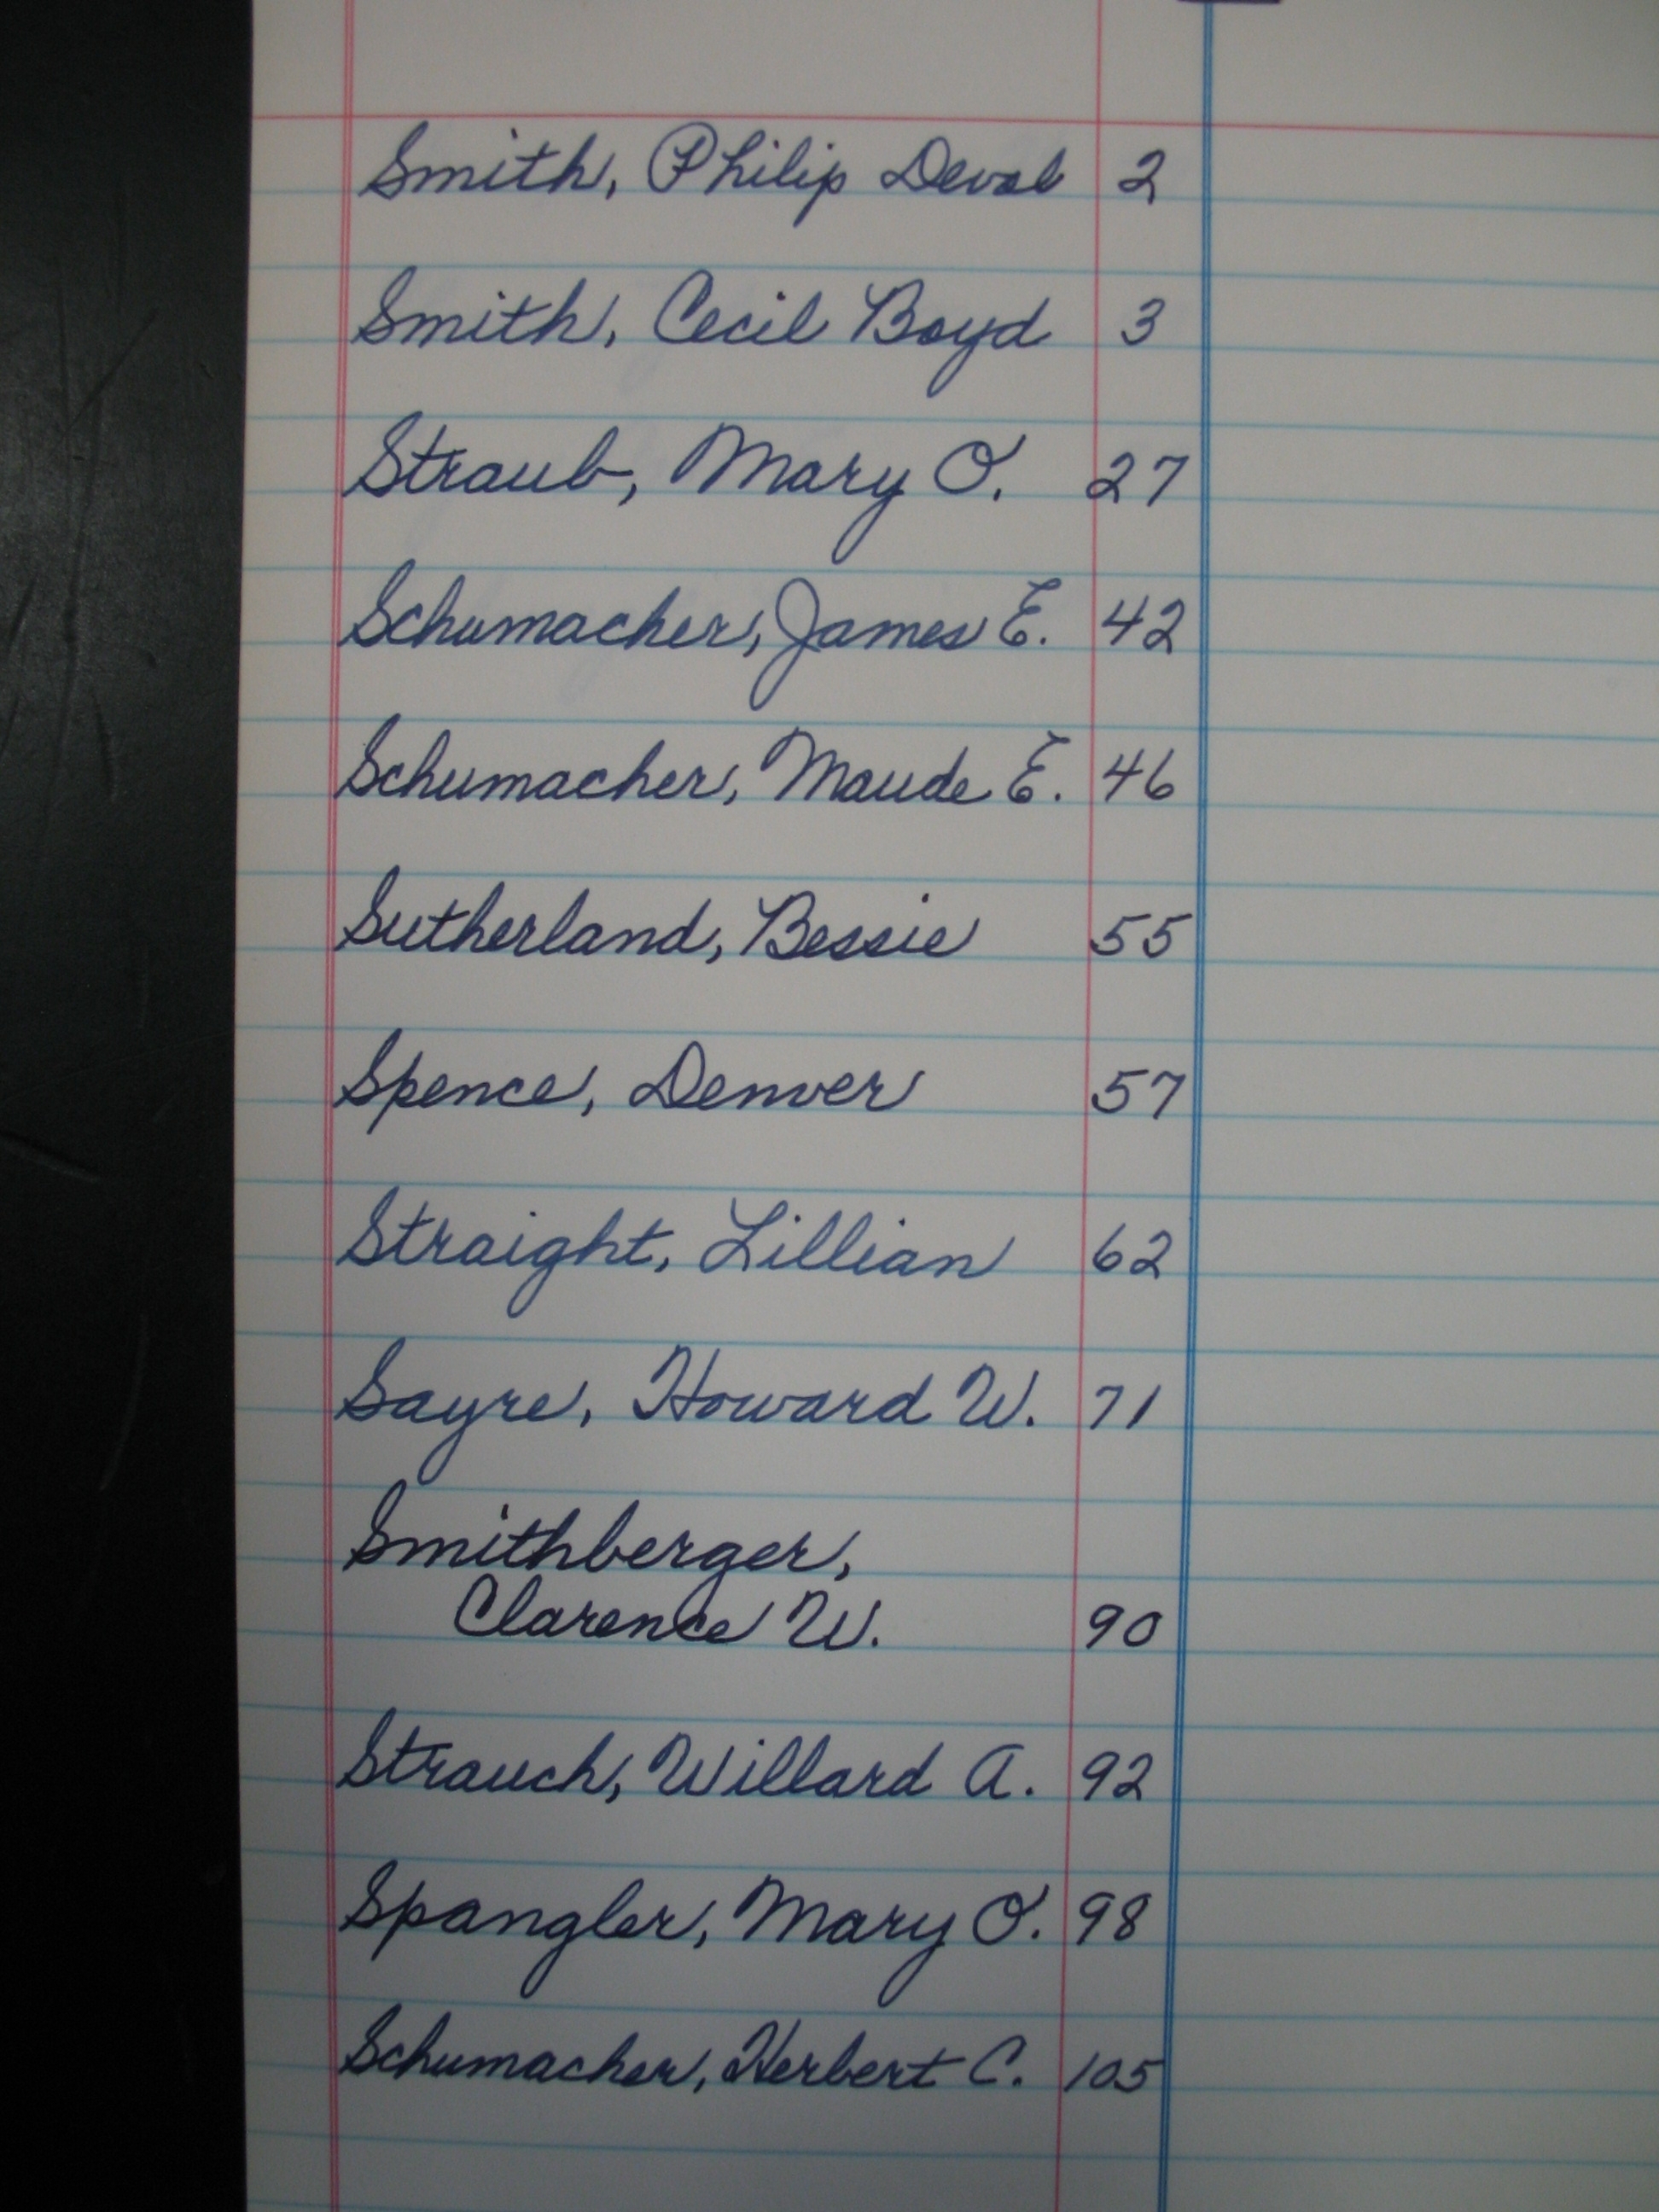 Smith, Philip Devol 2
Smith, Cecil Boyd 3
Straub, Mary O. 27
Schumacher, James E. 42
Schumacher, Maude E. 46
Sutherland, Bessie 55
Spence, Denver 57
Straight, Lillian 62
Sayre, Howard W. 71
Smithberger,
Clarence W. 90
Strauch, Willard A. 92
Spangler, Mary O. 98
Schumacher, Herbert C. 105